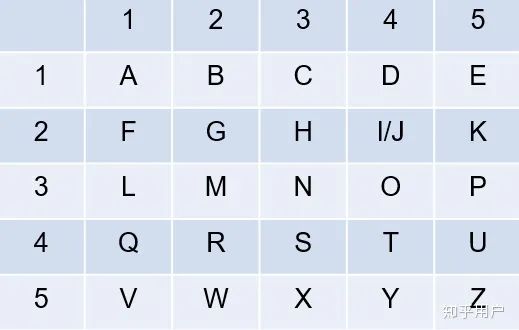 1 2 3 4 5
1 A B C D E
2 F G H I/J K
3 L M N O P
4 Q R S T U
5 V W X Y Z
知乎用户